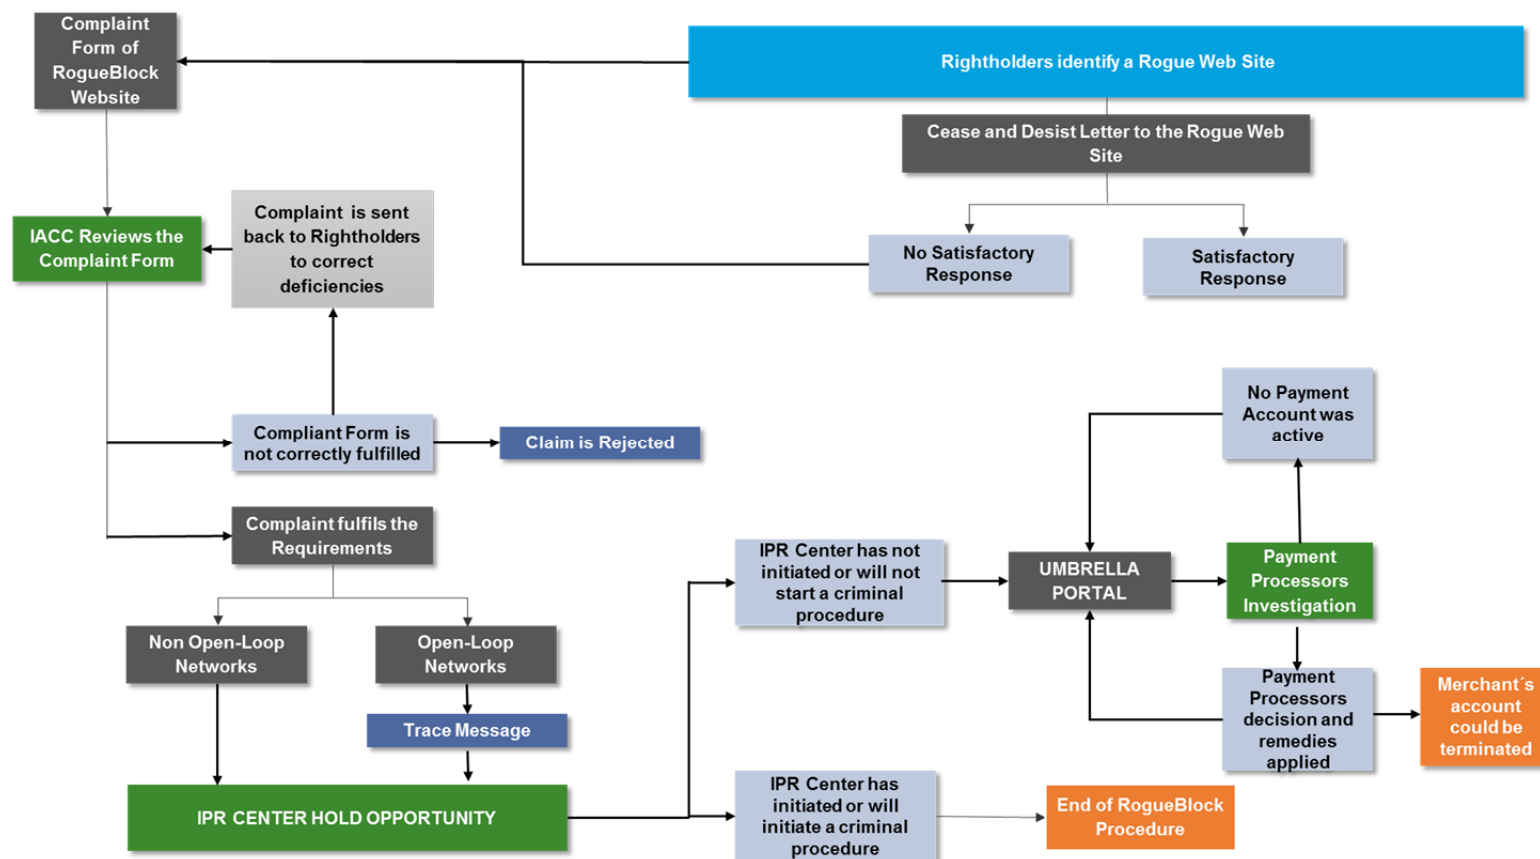 Complaint
Form of
RogueBlock
Website
Rightholders identify a Rogue Web Site
Cease and Desist Letter to the Rogue Web
Site
IACC Reviews the
Complaint Form
Complaint is sent
back to Rightholders
to correct
deficiencies
No Satisfactory
Response
Satisfactory
Response
Compliant Form is
not correctly fulfilled
Claim is Rejected
No Payment
Account was
active
Complaint fulfils the
Requirements
IPR Center has not
initiated or will not
start a criminal
procedure
UMBRELLA
PORTAL
Payment
Processors
Investigation
Non Open-Loop
Networks
Open-Loop
Networks
Trace Message
Payment
Processors
decision and
remedies
applied
Merchant´s
account
could be
terminated
IPR CENTER HOLD OPPORTUNITY
IPR Center has
initiated or will
initiate a criminal
procedure
End of RogueBlock
Procedure